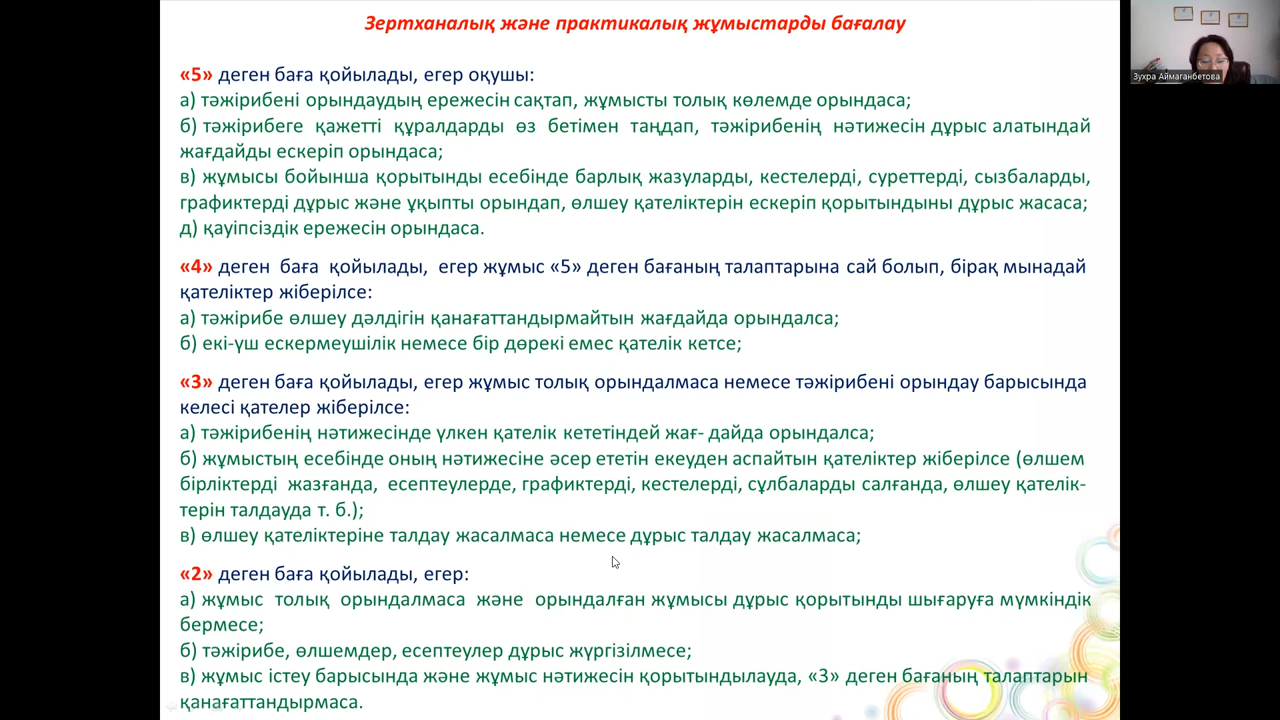 Зертханалық және практикалық жұмыстарды бағалау
Зухра Аймаганбетова
«5» деген баға қойылады, егер оқушы:
а) тәжірибені орындаудың ережесін сақтап, жұмысты толық көлемде орындаса;
б) тәжірибеге қажетті құралдарды өз бетімен таңдап, тәжірибенің нәтижесін дұрыс алатындай
жағдайды ескеріп орындаса;
в) жұмысы бойынша қорытынды есебінде барлық жазуларды, кестелерді, суреттерді, сызбаларды,
графиктерді дұрыс және ұқыпты орындап, өлшеу қателіктерін ескеріп қорытындыны дұрыс жасаса;
д) қауіпсіздік ережесін орындаса.
«4» деген баға қойылады, егер жұмыс «5» деген бағаның талаптарына сай болып, бірақ мынадай
қателіктер жіберілсе:
а) тәжірибе өлшеу дәлдігін қанағаттандырмайтын жағдайда орындалса;
б) екі-үш ескермеушілік немесе бір дөрекі емес қателік кетсе;
«3» деген баға қойылады, егер жұмыс толық орындалмаса немесе тәжірибені орындау барысында
келесі қателер жіберілсе:
а) тәжірибенің нәтижесінде үлкен қателік кететіндей жағ- дайда орындалса;
б) жұмыстың есебінде оның нәтижесіне әсер ететін екеуден аспайтын қателіктер жіберілсе (өлшем
бірліктерді жазғанда, есептеулерде, графиктерді, кестелерді, сұлбаларды салғанда, өлшеу қателік-
терін талдауда т. б.);
в) өлшеу қателіктеріне талдау жасалмаса немесе дұрыс талдау жасалмаса;
«2» деген баға қойылады, егер:
а) жұмыс толық орындалмаса және орындалған жұмысы дұрыс қорытынды шығаруға мүмкіндік
бермесе;
б) тәжірибе, өлшемдер, есептеулер дұрыс жүргізілмесе;
в) жұмыс істеу барысында және жұмыс нәтижесін қорытындылауда, «3» деген бағаның талаптарын
қанағаттандырмаса.